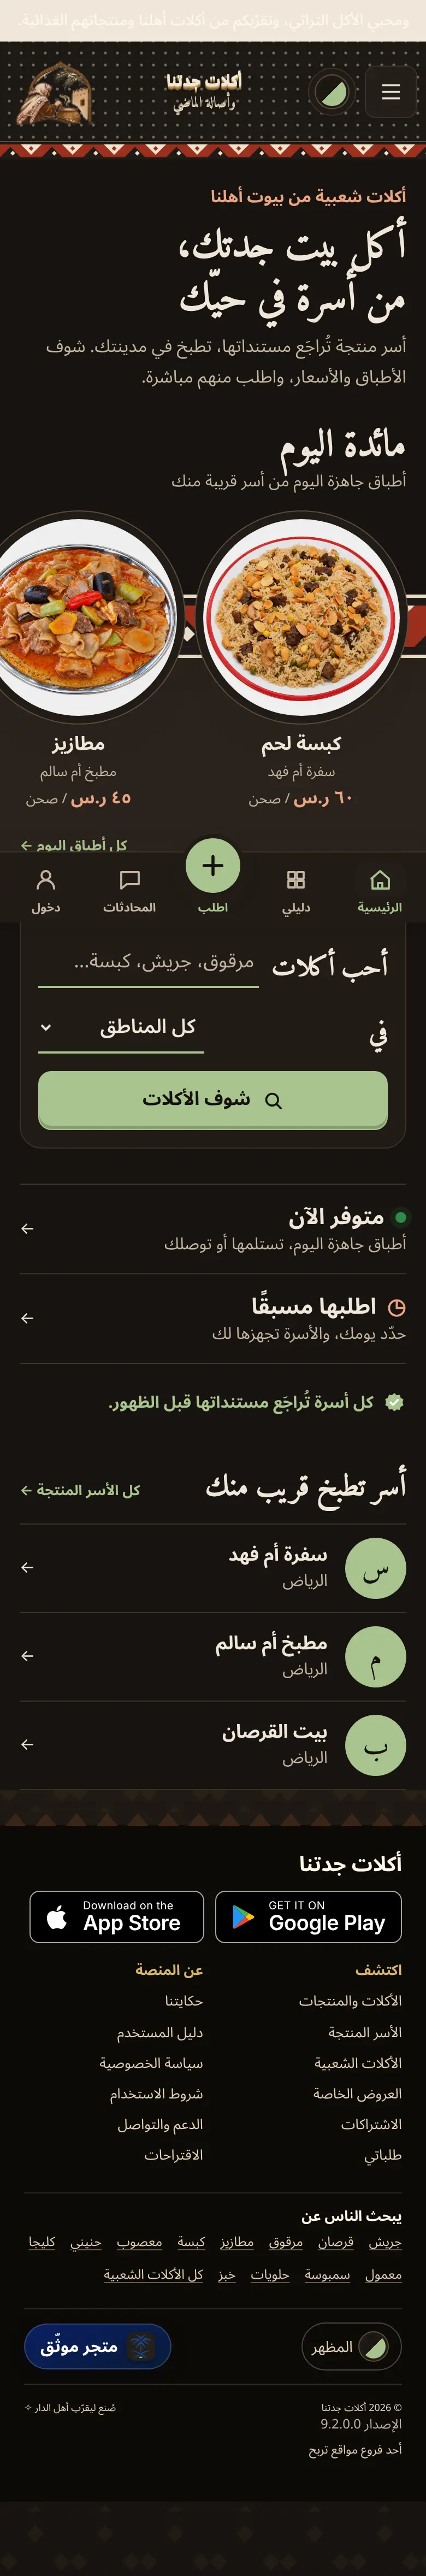 ومحبي الأكل التراثي، وتقرّبكم من أكلات أهلنا ومنتجاتهم الغذائية.
أكلات جدتنا
وأصالة الماضي
أكلات شعبية من بيوت أهلنا
أكل بيت جدتك،
من أسرة في حيّك
أسر منتجة تُراجَع مستنداتها، تطبخ في مدينتك. شوف
الأطباق والأسعار، واطلب منهم مباشرة.
مائدة اليوم
أطباق جاهزة اليوم من أسر قريبة منك
كبسة لحم
سفرة أم فهد
٦٠ ر.س / صحن
مطازيز
مطبخ أم سالم
٤٥ ر.س / صحن
كل أطباق اليوم ←
الرئيسية
دليلي
اطلب
المحادثات
دخول
أحب أكلات مرقوق، جريش، كبسة...
في كل المناطق
شوف الأكلات
متوفر الآن
←
أطباق جاهزة اليوم، تستلمها أو توصلك
اطلبها مسبقًا
←
حدّد يومك، والأسرة تجهزها لك
كل أسرة تُراجَع مستنداتها قبل الظهور.
أسر تطبخ قريب منك
كل الأسر المنتجة ←
س
سفرة أم فهد
الرياض
←
م
مطبخ أم سالم
الرياض
←
ب
بيت القرصان
الرياض
←
أكلات جدتنا
GET IT ON
Google Play
Download on the
App Store
اكتشف
الأكلات والمنتجات
الأسر المنتجة
الأكلات الشعبية
العروض الخاصة
الاشتراكات
طلباتي
عن المنصة
حكايتنا
دليل المستخدم
سياسة الخصوصية
شروط الاستخدام
الدعم والتواصل
الاقتراحات
يبحث الناس عن
جريش قرصان مرقوق مطازيز كبسة معصوب حنيني كليجا
معمول سمبوسة حلويات خبز كل الأكلات الشعبية
المظهر
متجر موثّق
© 2026 أكلات جدتنا
صُنع ليقرّب أهل الدار ✧
الإصدار 9.2.0.0
أحد فروع مواقع تربح